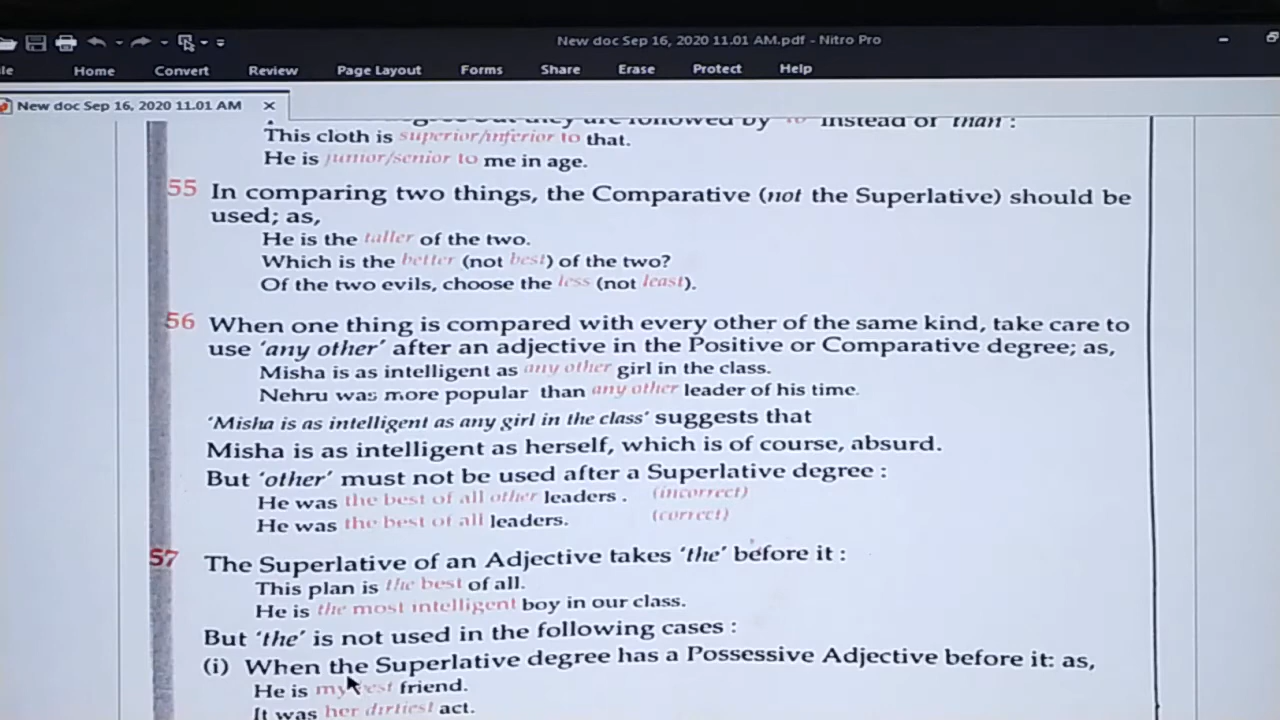 New doc Sep 16, 2020 11.01 AM.pdf - Nitro Pro
Home Convert Review Page Layout Forms Share Erase Protect Help
New doc Sep 16, 2020 11.01 AM
but they are followed by 'to' instead of than :
This cloth is superior/inferior to that.
He is junior/senior to me in age.
55 In comparing two things, the Comparative (not the Superlative) should be
used; as,
He is the taller of the two.
Which is the better (not best) of the two?
Of the two evils, choose the less (not least).
56 When one thing is compared with every other of the same kind, take care to
use 'any other' after an adjective in the Positive or Comparative degree; as,
Misha is as intelligent as any other girl in the class.
Nehru was more popular than any other leader of his time.
'Misha is as intelligent as any girl in the class' suggests that
Misha is as intelligent as herself, which is of course, absurd.
But 'other' must not be used after a Superlative degree :
He was the best of all other leaders . (incorrect)
He was the best of all leaders. (correct)
57 The Superlative of an Adjective takes 'the' before it :
This plan is the best of all.
He is the most intelligent boy in our class.
But 'the' is not used in the following cases :
(i) When the Superlative degree has a Possessive Adjective before it: as,
He is my best friend.
It was her dirtiest act.